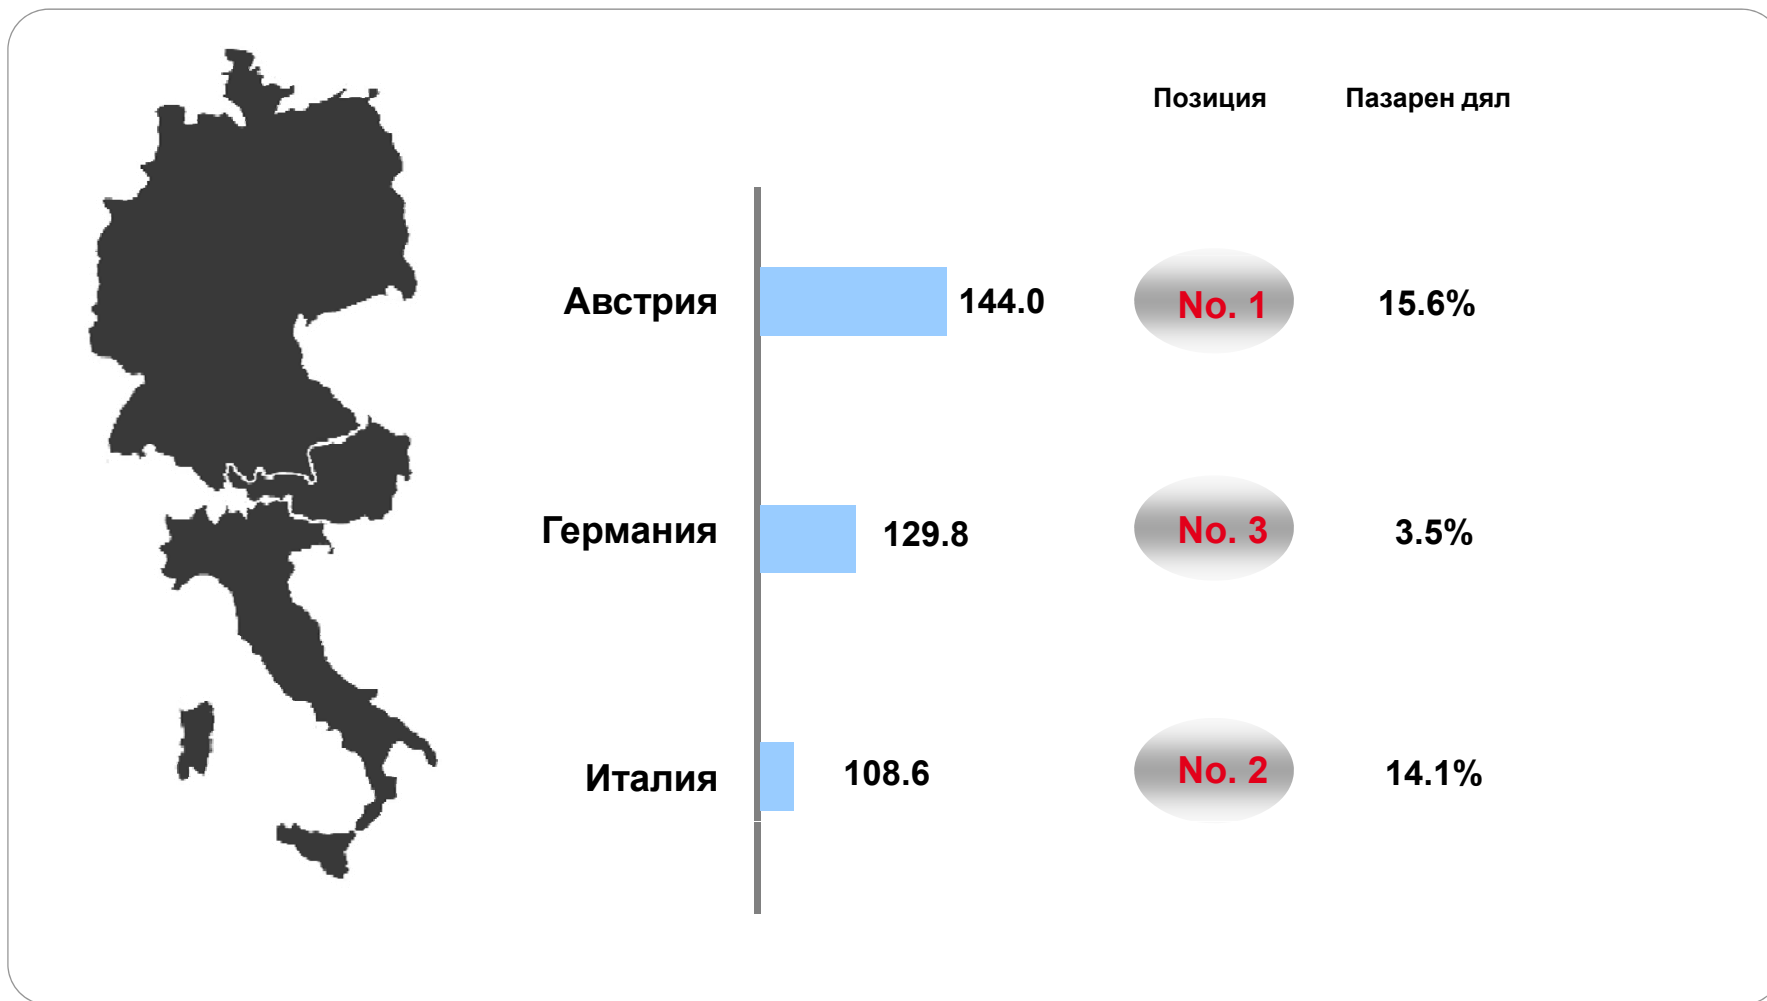 Позиция Пазарен дял
Австрия 144.0 No. 1 15.6%
Германия 129.8 No. 3 3.5%
Италия 108.6 No. 2 14.1%